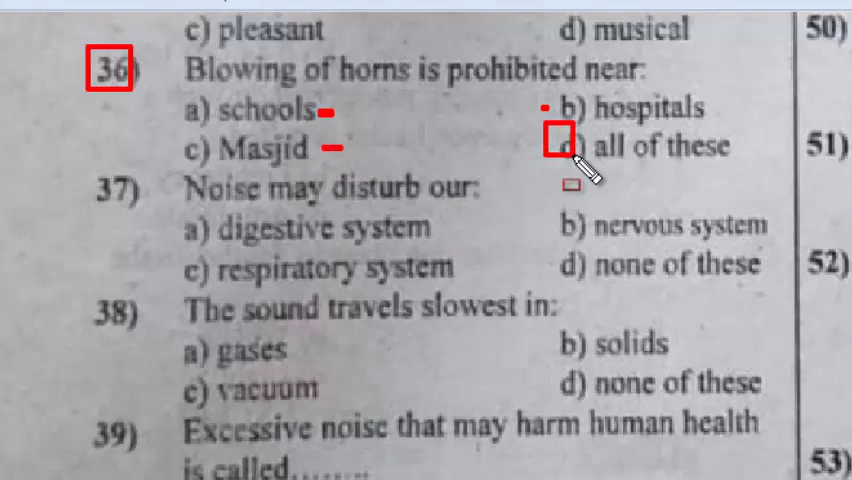 c) pleasant d) musical 50)
36) Blowing of horns is prohibited near:
a) schools b) hospitals
c) Masjid d) all of these 51)
37) Noise may disturb our:
a) digestive system b) nervous system
c) respiratory system d) none of these 52)
38) The sound travels slowest in:
a) gases b) solids
c) vacuum d) none of these
39) Excessive noise that may harm human health
is called......... 53)